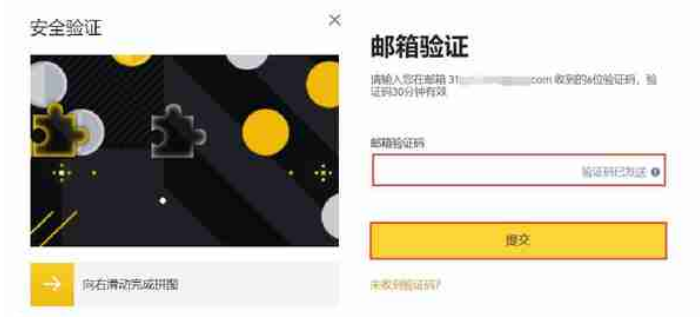 安全验证
向右滑动完成拼图
邮箱验证
请输入您在邮箱 31 com 收到的6位验证码，验
证码30分钟有效
邮箱验证码
验证码已发送
提交
未收到验证码?